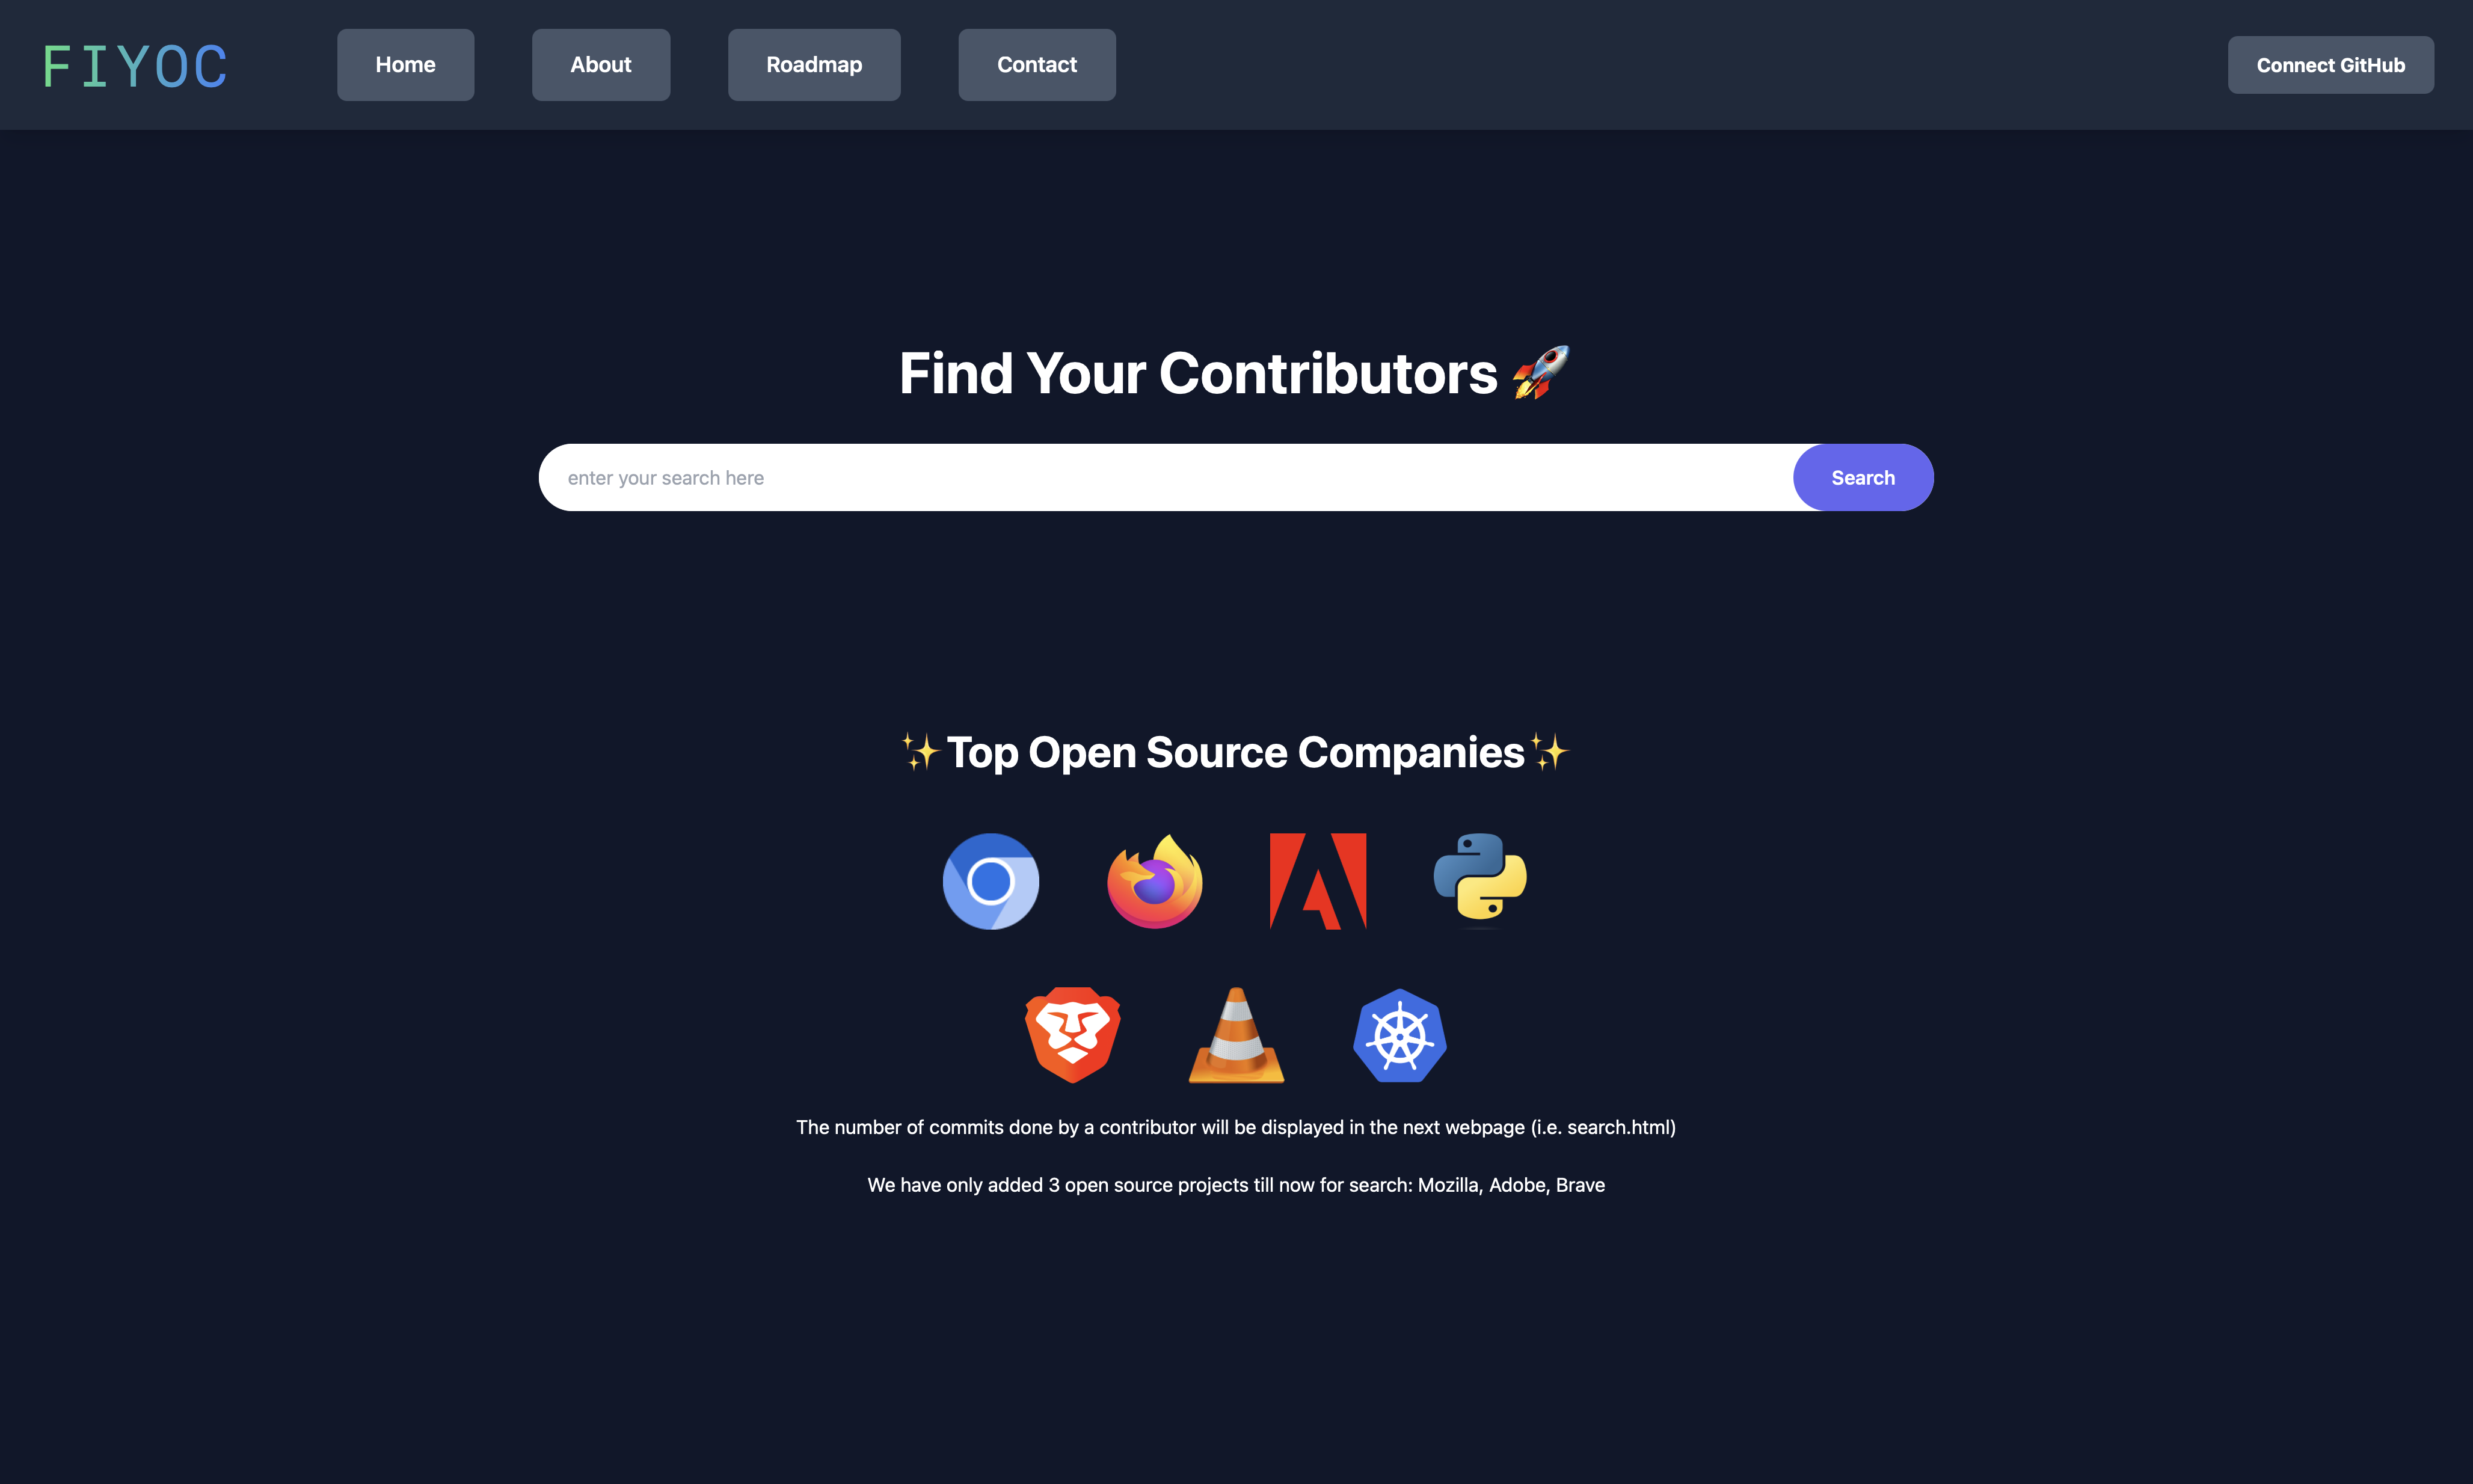 FIYOC
Home
About
Roadmap
Contact
Connect GitHub
Find Your Contributors 🚀
enter your search here
Search
✨Top Open Source Companies✨
The number of commits done by a contributor will be displayed in the next webpage (i.e. search.html)
We have only added 3 open source projects till now for search: Mozilla, Adobe, Brave